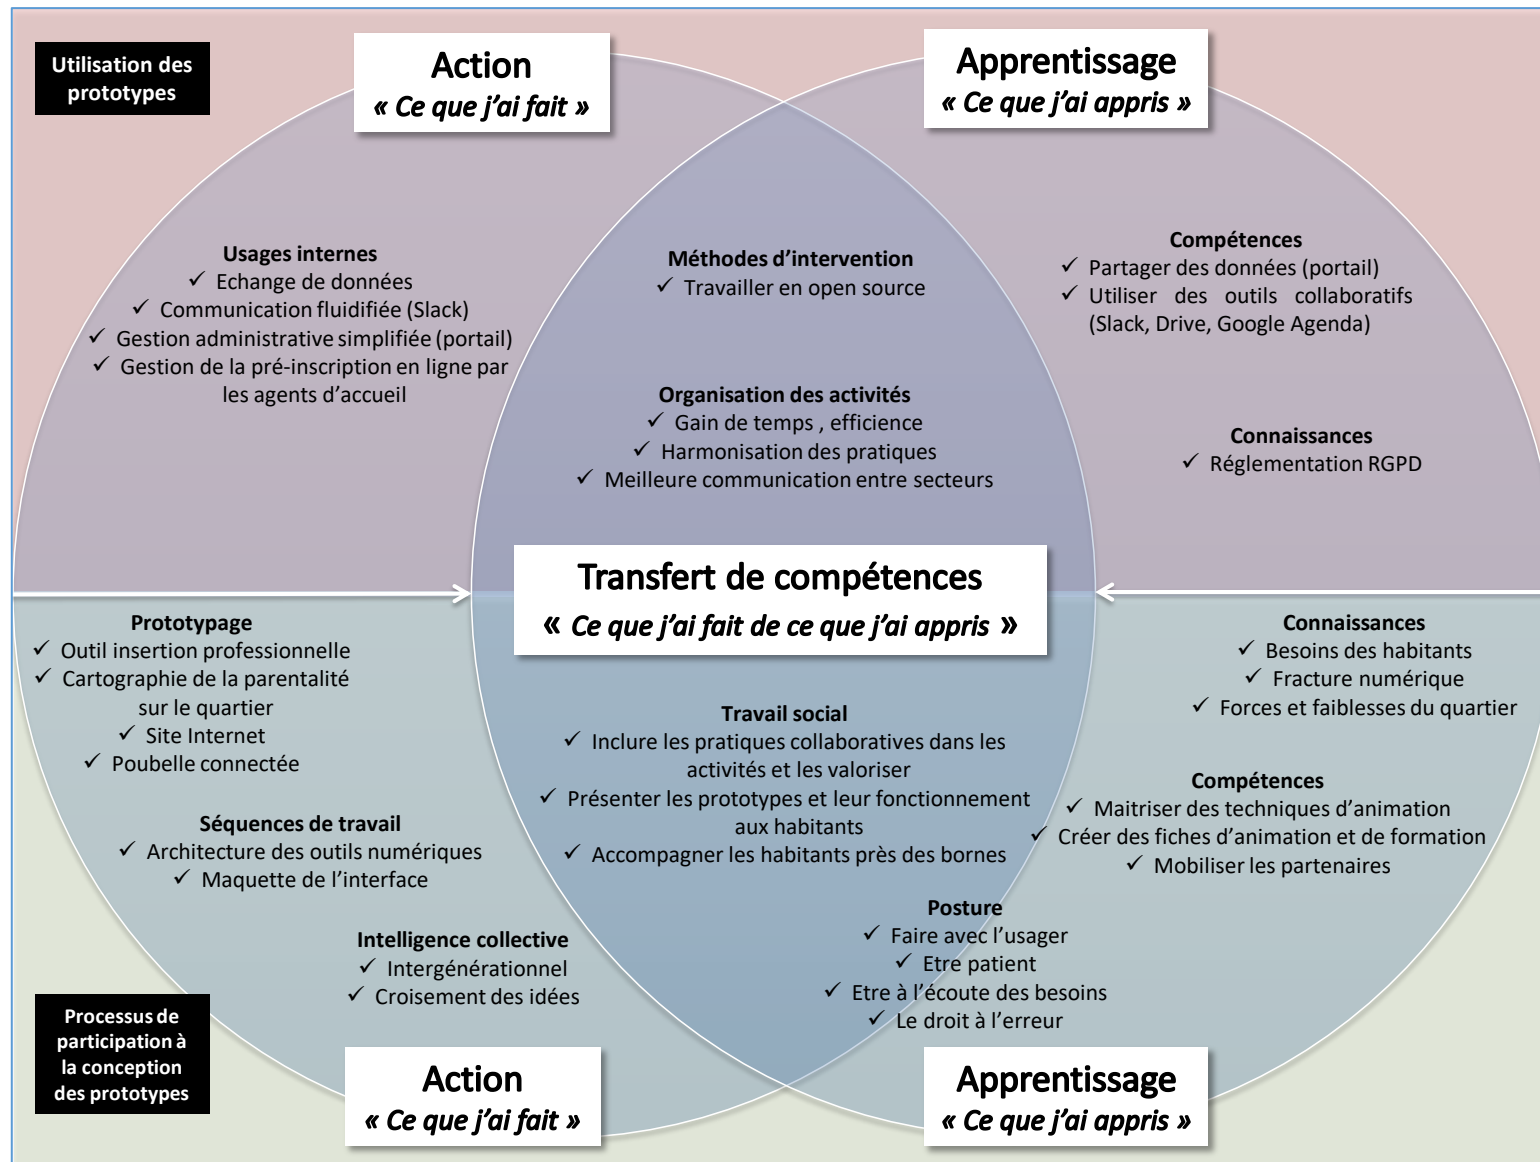 Utilisation des
prototypes
Action
« Ce que j’ai fait »
Apprentissage
« Ce que j’ai appris »
Usages internes
✓ Echange de données
✓ Communication fluidifiée (Slack)
✓ Gestion administrative simplifiée (portail)
✓ Gestion de la pré-inscription en ligne par
les agents d’accueil
Méthodes d’intervention
✓ Travailler en open source
Organisation des activités
✓ Gain de temps , efficience
✓ Harmonisation des pratiques
✓ Meilleure communication entre secteurs
Compétences
✓ Partager des données (portail)
✓ Utiliser des outils collaboratifs
(Slack, Drive, Google Agenda)
Connaissances
✓ Réglementation RGPD
Transfert de compétences
« Ce que j’ai fait de ce que j’ai appris »
Prototypage
✓ Outil insertion professionnelle
✓ Cartographie de la parentalité
sur le quartier
✓ Site Internet
✓ Poubelle connectée
Séquences de travail
✓ Architecture des outils numériques
✓ Maquette de l’interface
Intelligence collective
✓ Intergénérationnel
✓ Croisement des idées
Travail social
✓ Inclure les pratiques collaboratives dans les
activités et les valoriser
✓ Présenter les prototypes et leur fonctionnement
aux habitants
✓ Accompagner les habitants près des bornes
Posture
✓ Faire avec l’usager
✓ Etre patient
✓ Etre à l’écoute des besoins
✓ Le droit à l’erreur
Connaissances
✓ Besoins des habitants
✓ Fracture numérique
✓ Forces et faiblesses du quartier
Compétences
✓ Maitriser des techniques d’animation
✓ Créer des fiches d’animation et de formation
✓ Mobiliser les partenaires
Processus de
participation à
la conception
des prototypes
Action
« Ce que j’ai fait »
Apprentissage
« Ce que j’ai appris »